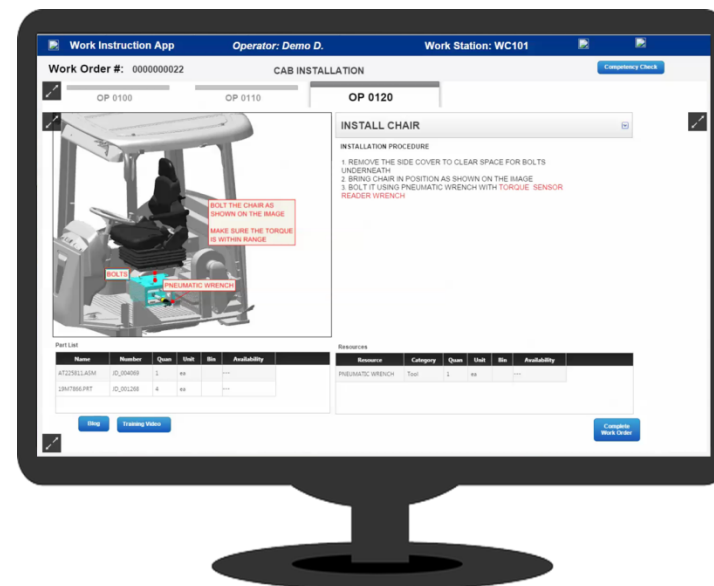 Work Instruction App Operator: Demo D. Work Station: WC101
Work Order #: 0000000022 CAB INSTALLATION Competency Check
OP 0100 OP 0110 OP 0120
INSTALL CHAIR
INSTALLATION PROCEDURE
1. REMOVE THE SIDE COVER TO CLEAR SPACE FOR BOLTS
UNDERNEATH
2. BRING CHAIR IN POSITION AS SHOWN ON THE IMAGE
3. BOLT IT USING PNEUMATIC WRENCH WITH TORQUE SENSOR
READER WRENCH
BOLT THE CHAIR AS
SHOWN ON THE IMAGE
MAKE SURE THE TORQUE
IS WITHIN RANGE
BOLTS
PNEUMATIC WRENCH
Part List
Name Number Quan Unit Bin Availability
AT225811.ASM JD_004069 1 ea ---
19M7866.PRT JD_001268 4 ea ---
Resources
Resource Category Quan Unit Bin Availability
PNEUMATIC WRENCH Tool 1 ea ---
Blog Training Video
Complete
Work Order